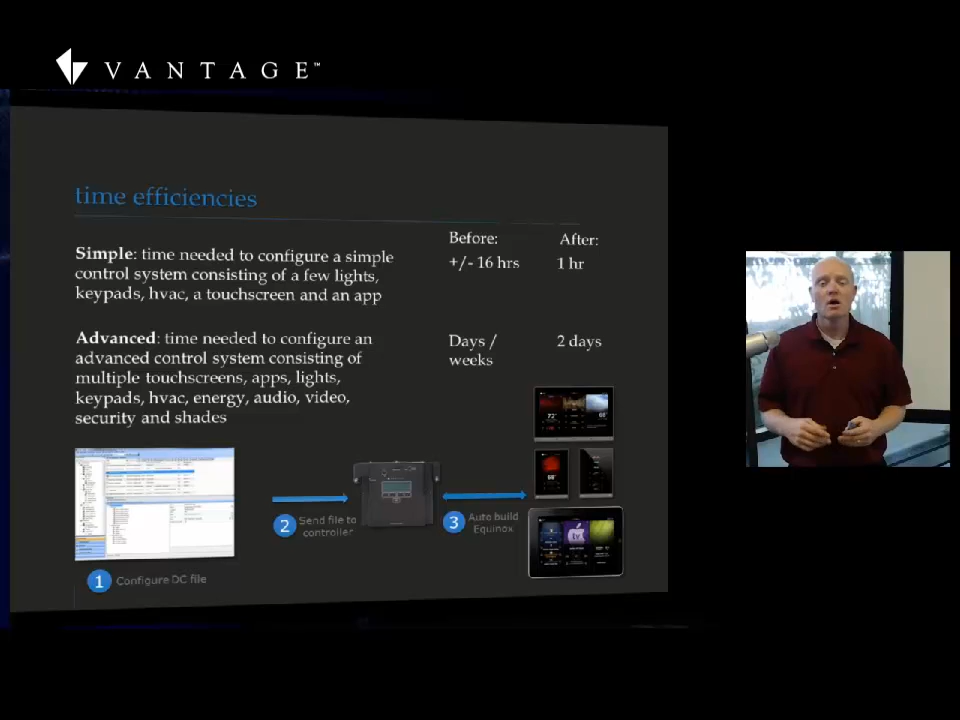 VANTAGE™
time efficiencies
Before:
After:
Simple: time needed to configure a simple
+/- 16 hrs
1 hr
control system consisting of a few lights,
keypads, hvac, a touchscreen and an app
Advanced: time needed to configure an
Days /
2 days
advanced control system consisting of
weeks
multiple touchscreens, apps, lights,
keypads, hvac, energy, audio, video,
security and shades
2 Send file to
controller
3 Auto build
Equinox
1 Configure DC file